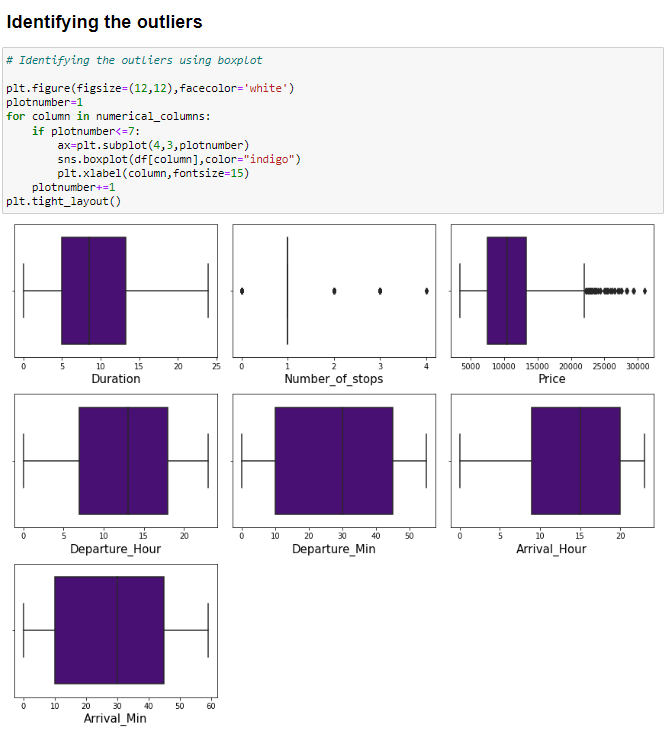 Identifying the outliers
# Identifying the outliers using boxplot
plt.figure(figsize=(12,12),facecolor='white')
plotnumber=1
for column in numerical_columns:
    if plotnumber<=7:
        ax=plt.subplot(4,3,plotnumber)
        sns.boxplot(df[column],color="indigo")
        plt.xlabel(column,fontsize=15)
    plotnumber+=1
plt.tight_layout()
0 5 10 15 20 25
Duration
0 1 2 3 4
Number_of_stops
5000 10000 15000 20000 25000 30000
Price
0 5 10 15 20
Departure_Hour
0 10 20 30 40 50
Departure_Min
0 5 10 15 20
Arrival_Hour
0 10 20 30 40 50 60
Arrival_Min